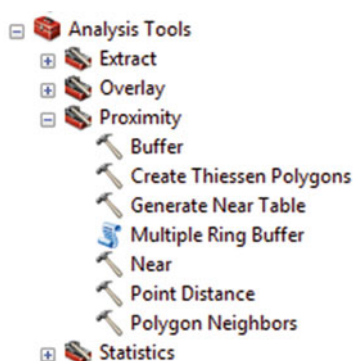 Analysis Tools
Extract
Overlay
Proximity
Buffer
Create Thiessen Polygons
Generate Near Table
Multiple Ring Buffer
Near
Point Distance
Polygon Neighbors
Statistics